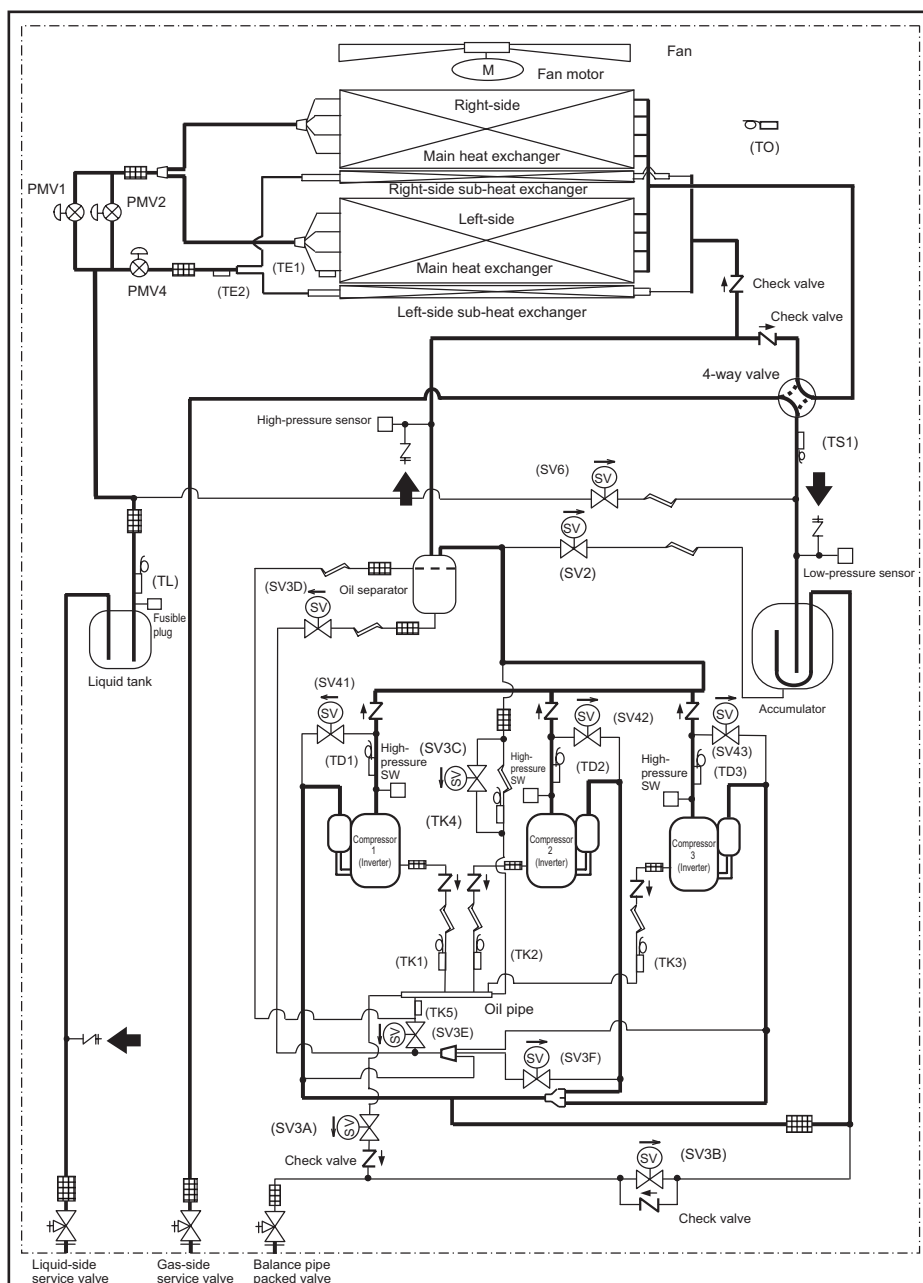 Fan
M
Fan motor
Right-side
Main heat exchanger
(TO)
PMV1
PMV2
Right-side sub-heat exchanger
Left-side
(TE1)
Main heat exchanger
(TE2)
PMV4
Left-side sub-heat exchanger
Check valve
Check valve
4-way valve
High-pressure sensor
(TS1)
(SV6)
SV
SV
(SV2)
(TL)
Fusible
plug
Liquid tank
(SV3D)
SV
Oil separator
Low-pressure sensor
Accumulator
(SV41)
SV
(SV42)
SV
(SV43)
SV
(SV3C)
SV
(TD1)
High-
pressure
SW
(TD2)
High-
pressure
SW
(TD3)
High-
pressure
SW
(TK4)
Compressor
1
(Inverter)
Compressor
2
(Inverter)
Compressor
3
(Inverter)
(TK1)
(TK2)
(TK3)
Oil pipe
(TK5)
SV
(SV3E)
SV
(SV3F)
(SV3A)
SV
Check valve
SV
(SV3B)
Check valve
Liquid-side
service valve
Gas-side
service valve
Balance pipe
packed valve